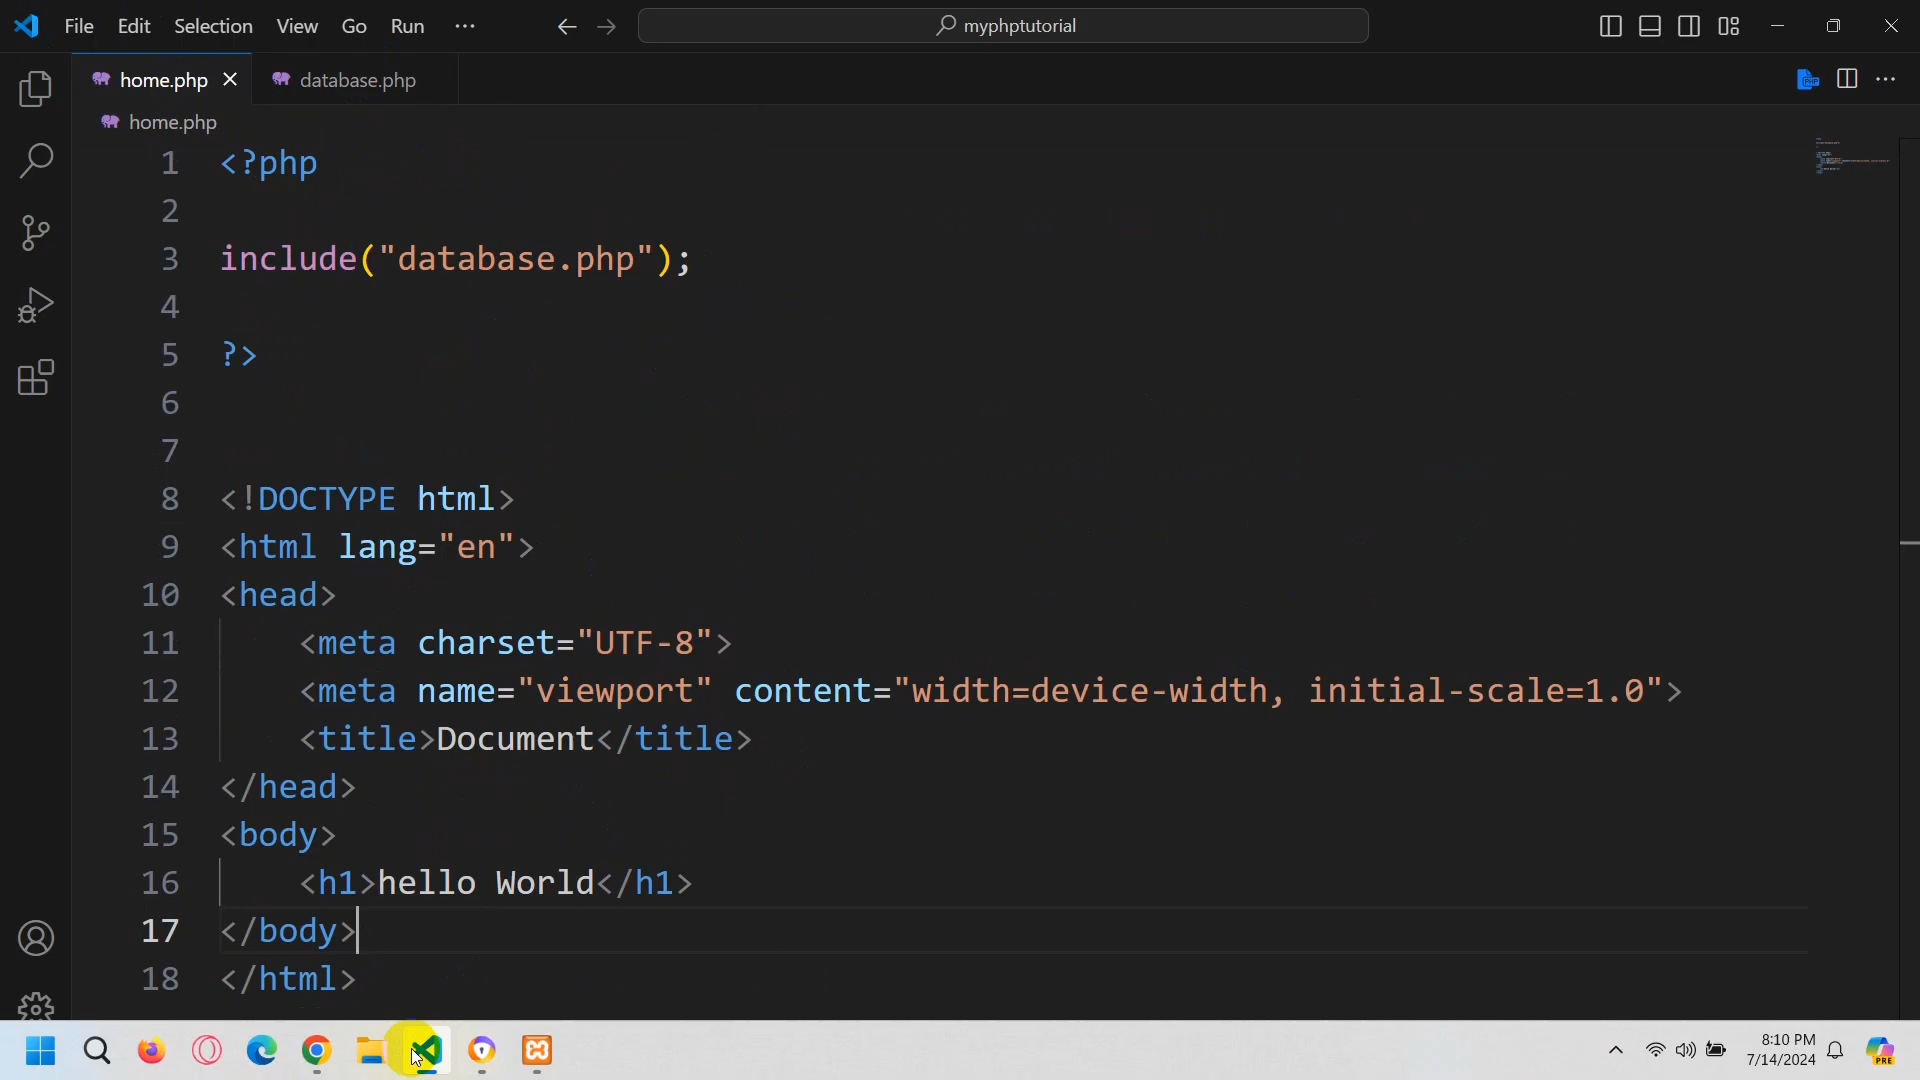 File Edit Selection View Go Run ··· myphptutorial
home.php database.php
home.php
1 <?php
2
3 include("database.php");
4
5 ?>
6
7
8 <!DOCTYPE html>
9 <html lang="en">
10 <head>
11 <meta charset="UTF-8">
12 <meta name="viewport" content="width=device-width, initial-scale=1.0">
13 <title>Document</title>
14 </head>
15 <body>
16 <h1>hello World</h1>
17 </body>
18 </html>
8:10 PM
7/14/2024
PRE